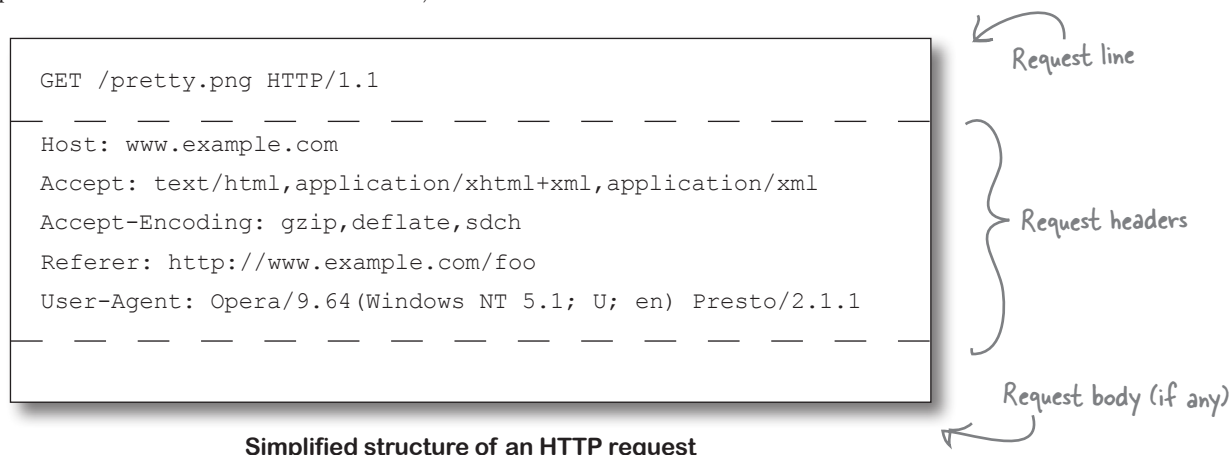 Request line
GET /pretty.png HTTP/1.1
Host: www.example.com
Accept: text/html,application/xhtml+xml,application/xml
Accept-Encoding: gzip,deflate,sdch
Referer: http://www.example.com/foo
User-Agent: Opera/9.64(Windows NT 5.1; U; en) Presto/2.1.1
Request headers
Request body (if any)
Simplified structure of an HTTP request